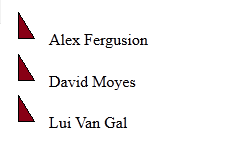 Alex Fergusion
David Moyes
Lui Van Gal